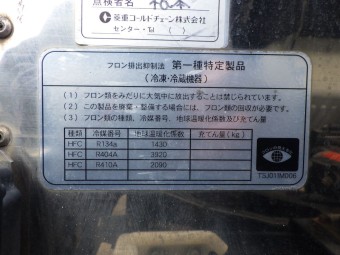 点検者名
菱重コールドチェーン株式会社
センター・Tel ( )
フロン排出抑制法 第一種特定製品
(冷凍・冷蔵機器)
(1) フロン類をみだりに大気中に放出することは禁じられています。
(2) この製品を廃棄・整備する場合には、フロン類の回収が必要です。
(3) フロン類の種類、冷媒番号、地球温暖化係数及び充てん量
種類 冷媒番号 地球温暖化係数 充てん量(kg)
HFC R134a 1430
HFC R404A 3920
HFC R410A 2090